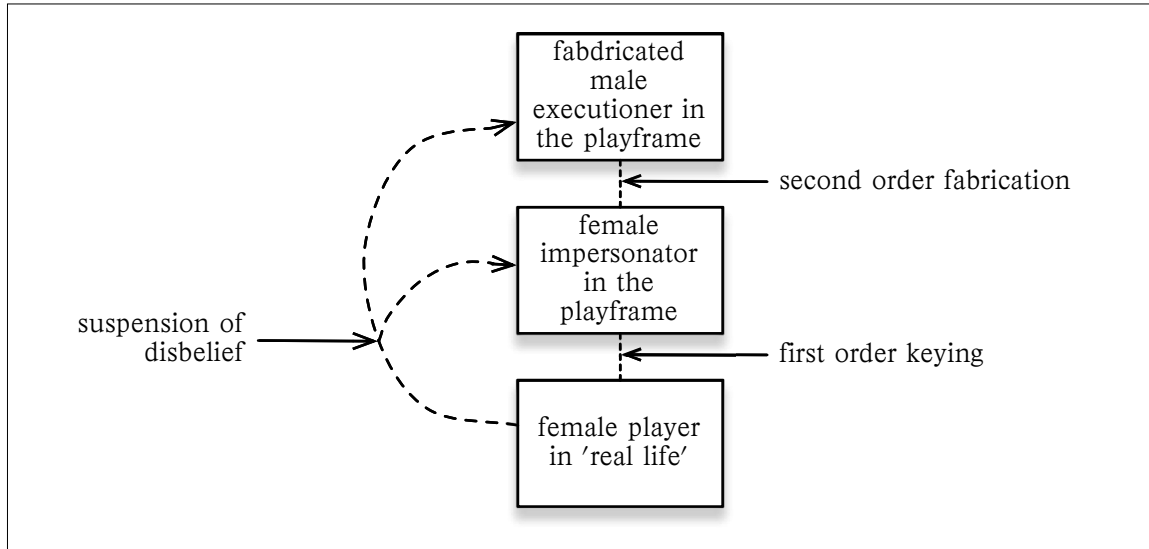 fabdricated
male
executioner in
the playframe
second order fabrication
female
impersonator
in the
playframe
suspension of
disbelief
first order keying
female player
in 'real life'